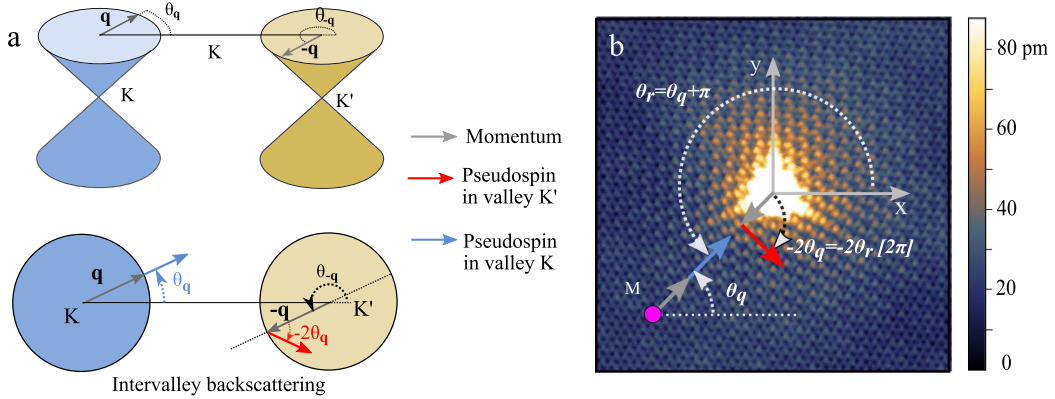 a
q
θq
K
θ-q
-q
K
K'
Momentum
Pseudospin
in valley K'
Pseudospin
in valley K
q
θq
K
θ-q
-q
K'
-2θq
Intervalley backscattering
b
y
θr=θq+π
x
-2θq=-2θr [2π]
M
θq
80 pm
60
40
20
0